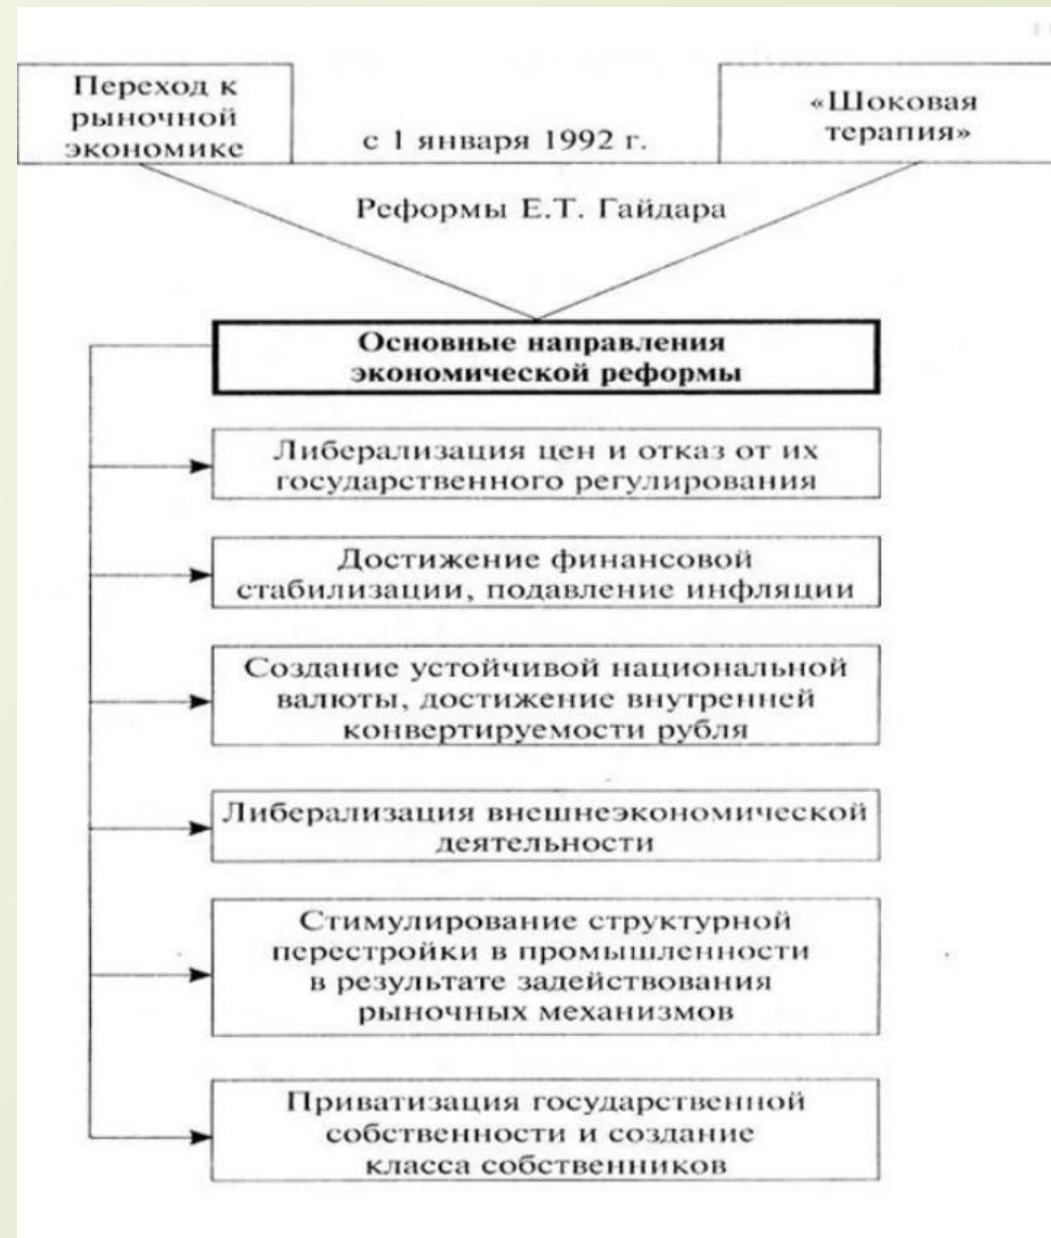 Переход к
рыночной
экономике
с 1 января 1992 г.
«Шоковая
терапия»
Реформы Е.Т. Гайдара
Основные направления
экономической реформы
Либерализация цен и отказ от их
государственного регулирования
Достижение финансовой
стабилизации, подавление инфляции
Создание устойчивой национальной
валюты, достижение внутренней
конвертируемости рубля
Либерализация внешнеэкономической
деятельности
Стимулирование структурной
перестройки в промышленности
в результате задействования
рыночных механизмов
Приватизация государственной
собственности и создание
класса собственников